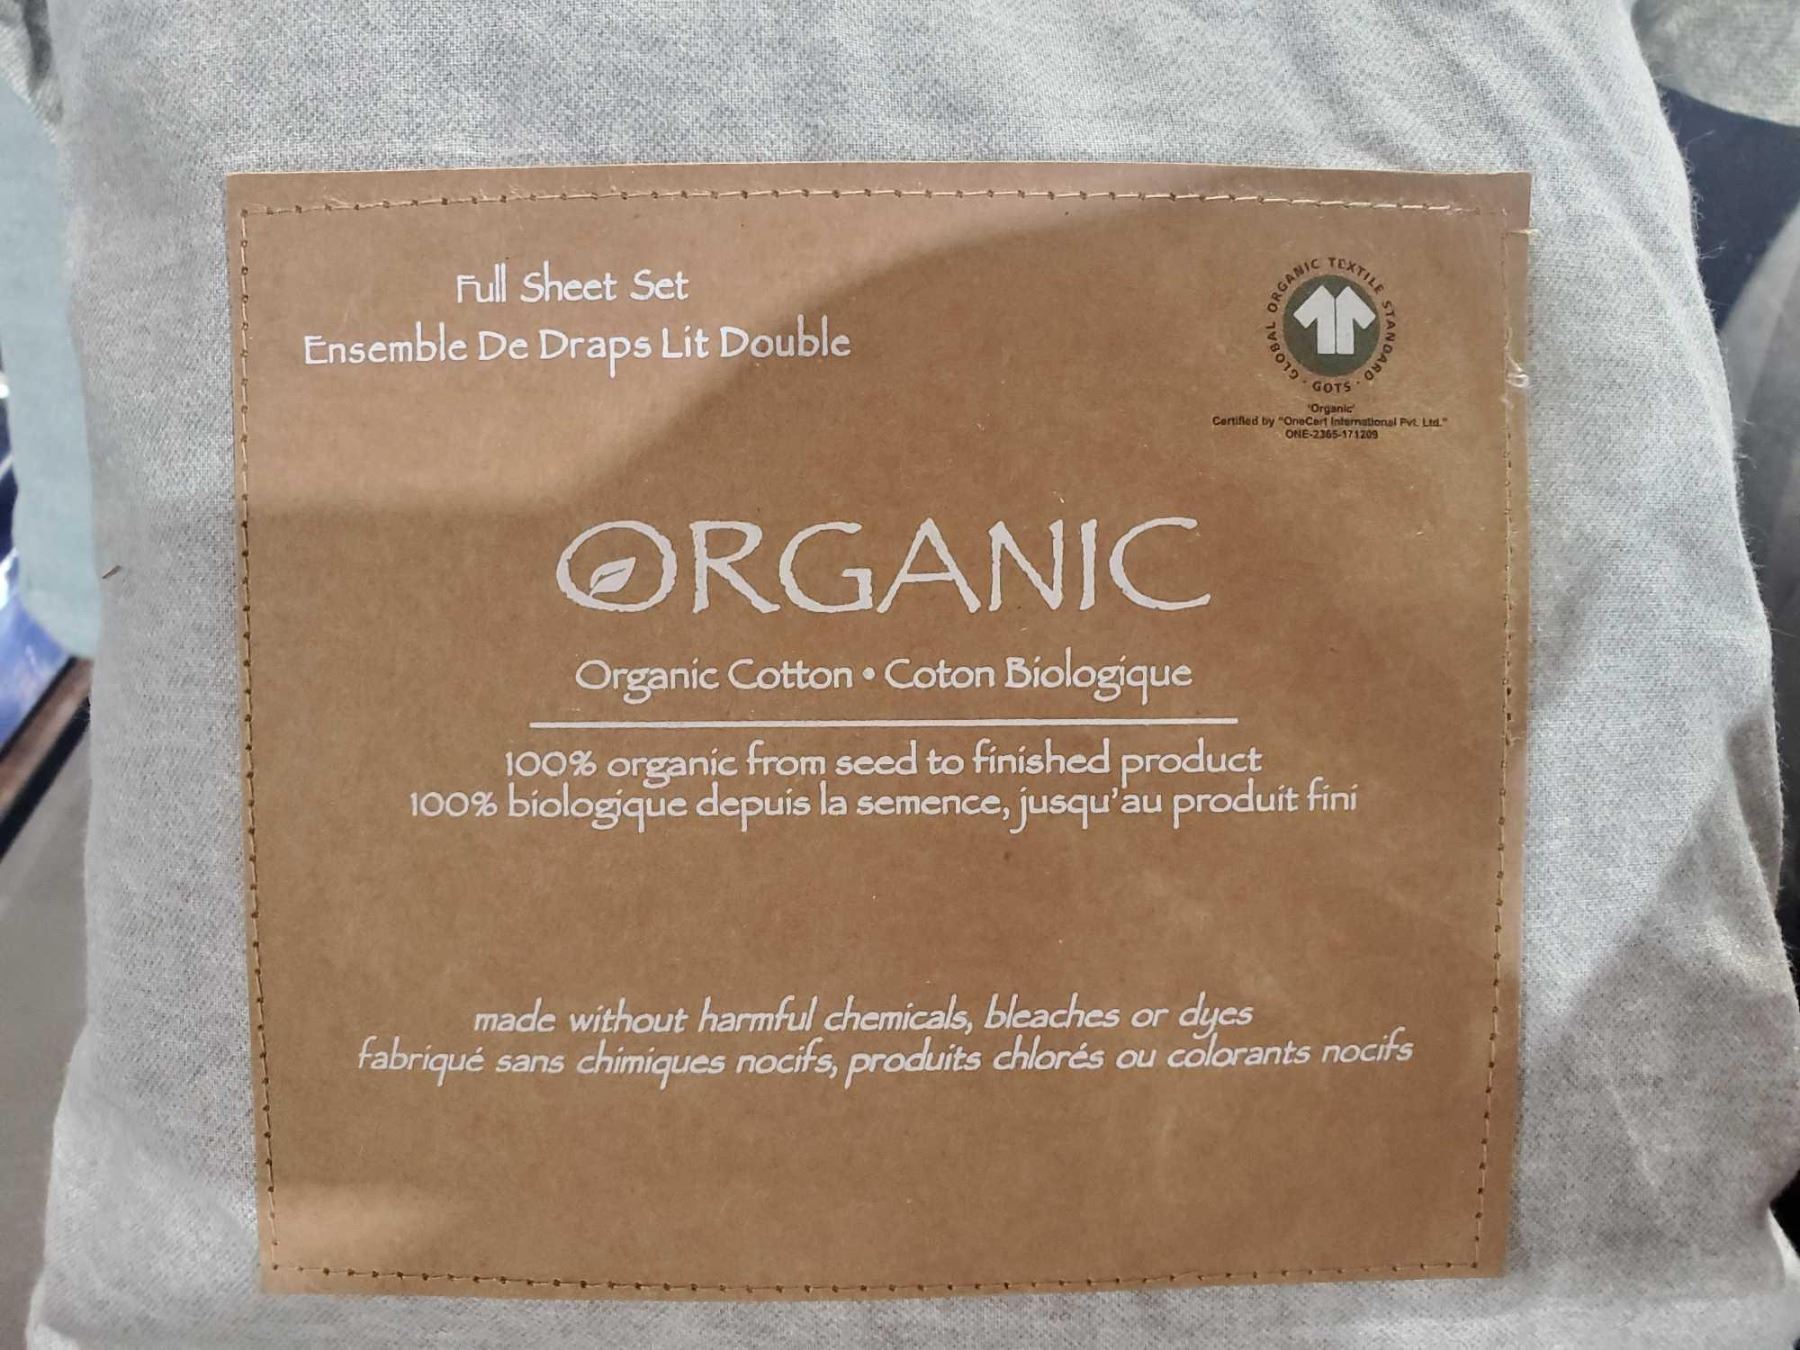 Full Sheet Set
Ensemble De Draps Lit Double
GLOBAL ORGANIC TEXTILE STANDARD · GOTS ·
'Organic'
Certified by "OneCert International Pvt. Ltd."
ONE-2365-171209
ORGANIC
Organic Cotton • Coton Biologique
100% organic from seed to finished product
100% biologique depuis la semence, jusqu'au produit fini
made without harmful chemicals, bleaches or dyes
fabriqué sans chimiques nocifs, produits chlorés ou colorants nocifs